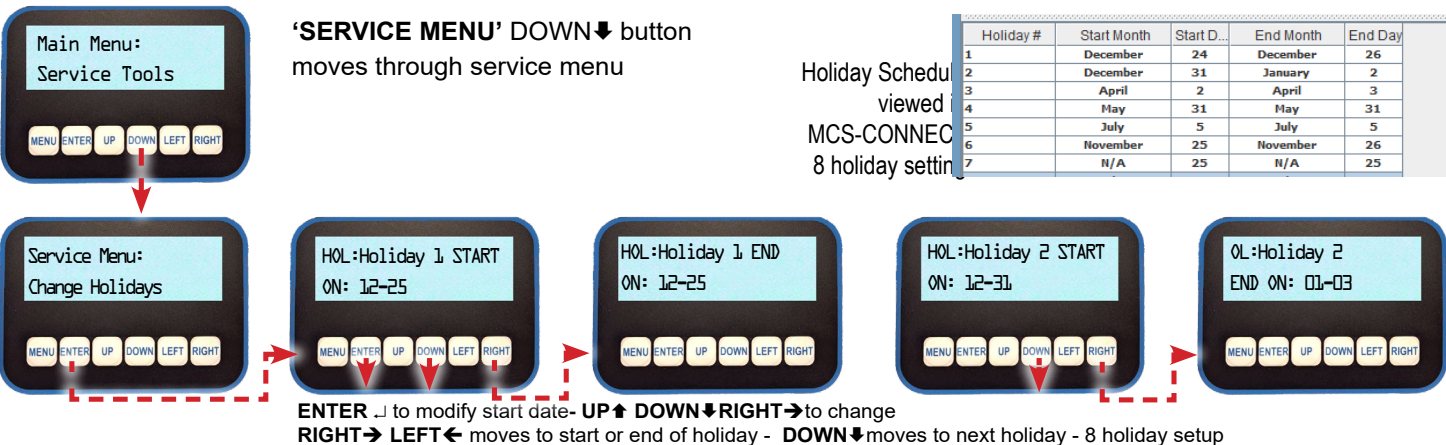 Main Menu:
Service Tools
MENU ENTER UP DOWN LEFT RIGHT
'SERVICE MENU' DOWN⬇ button
moves through service menu
Holiday Schedul
viewed i
MCS-CONNEC
8 holiday setting
Holiday # Start Month Start D... End Month End Day
1 December 24 December 26
2 December 31 January 2
3 April 2 April 3
4 May 31 May 31
5 July 5 July 5
6 November 25 November 26
7 N/A 25 N/A 25
Service Menu:
Change Holidays
MENU ENTER UP DOWN LEFT RIGHT
HOL:Holiday 1 START
ON: 12-25
MENU ENTER UP DOWN LEFT RIGHT
HOL:Holiday 1 END
ON: 12-25
MENU ENTER UP DOWN LEFT RIGHT
HOL:Holiday 2 START
ON: 12-31
MENU ENTER UP DOWN LEFT RIGHT
OL:Holiday 2
END ON: 01-03
MENU ENTER UP DOWN LEFT RIGHT
ENTER ↵ to modify start date- UP⬆ DOWN⬇RIGHT➔to change
RIGHT➔ LEFT🡰 moves to start or end of holiday - DOWN⬇moves to next holiday - 8 holiday setup